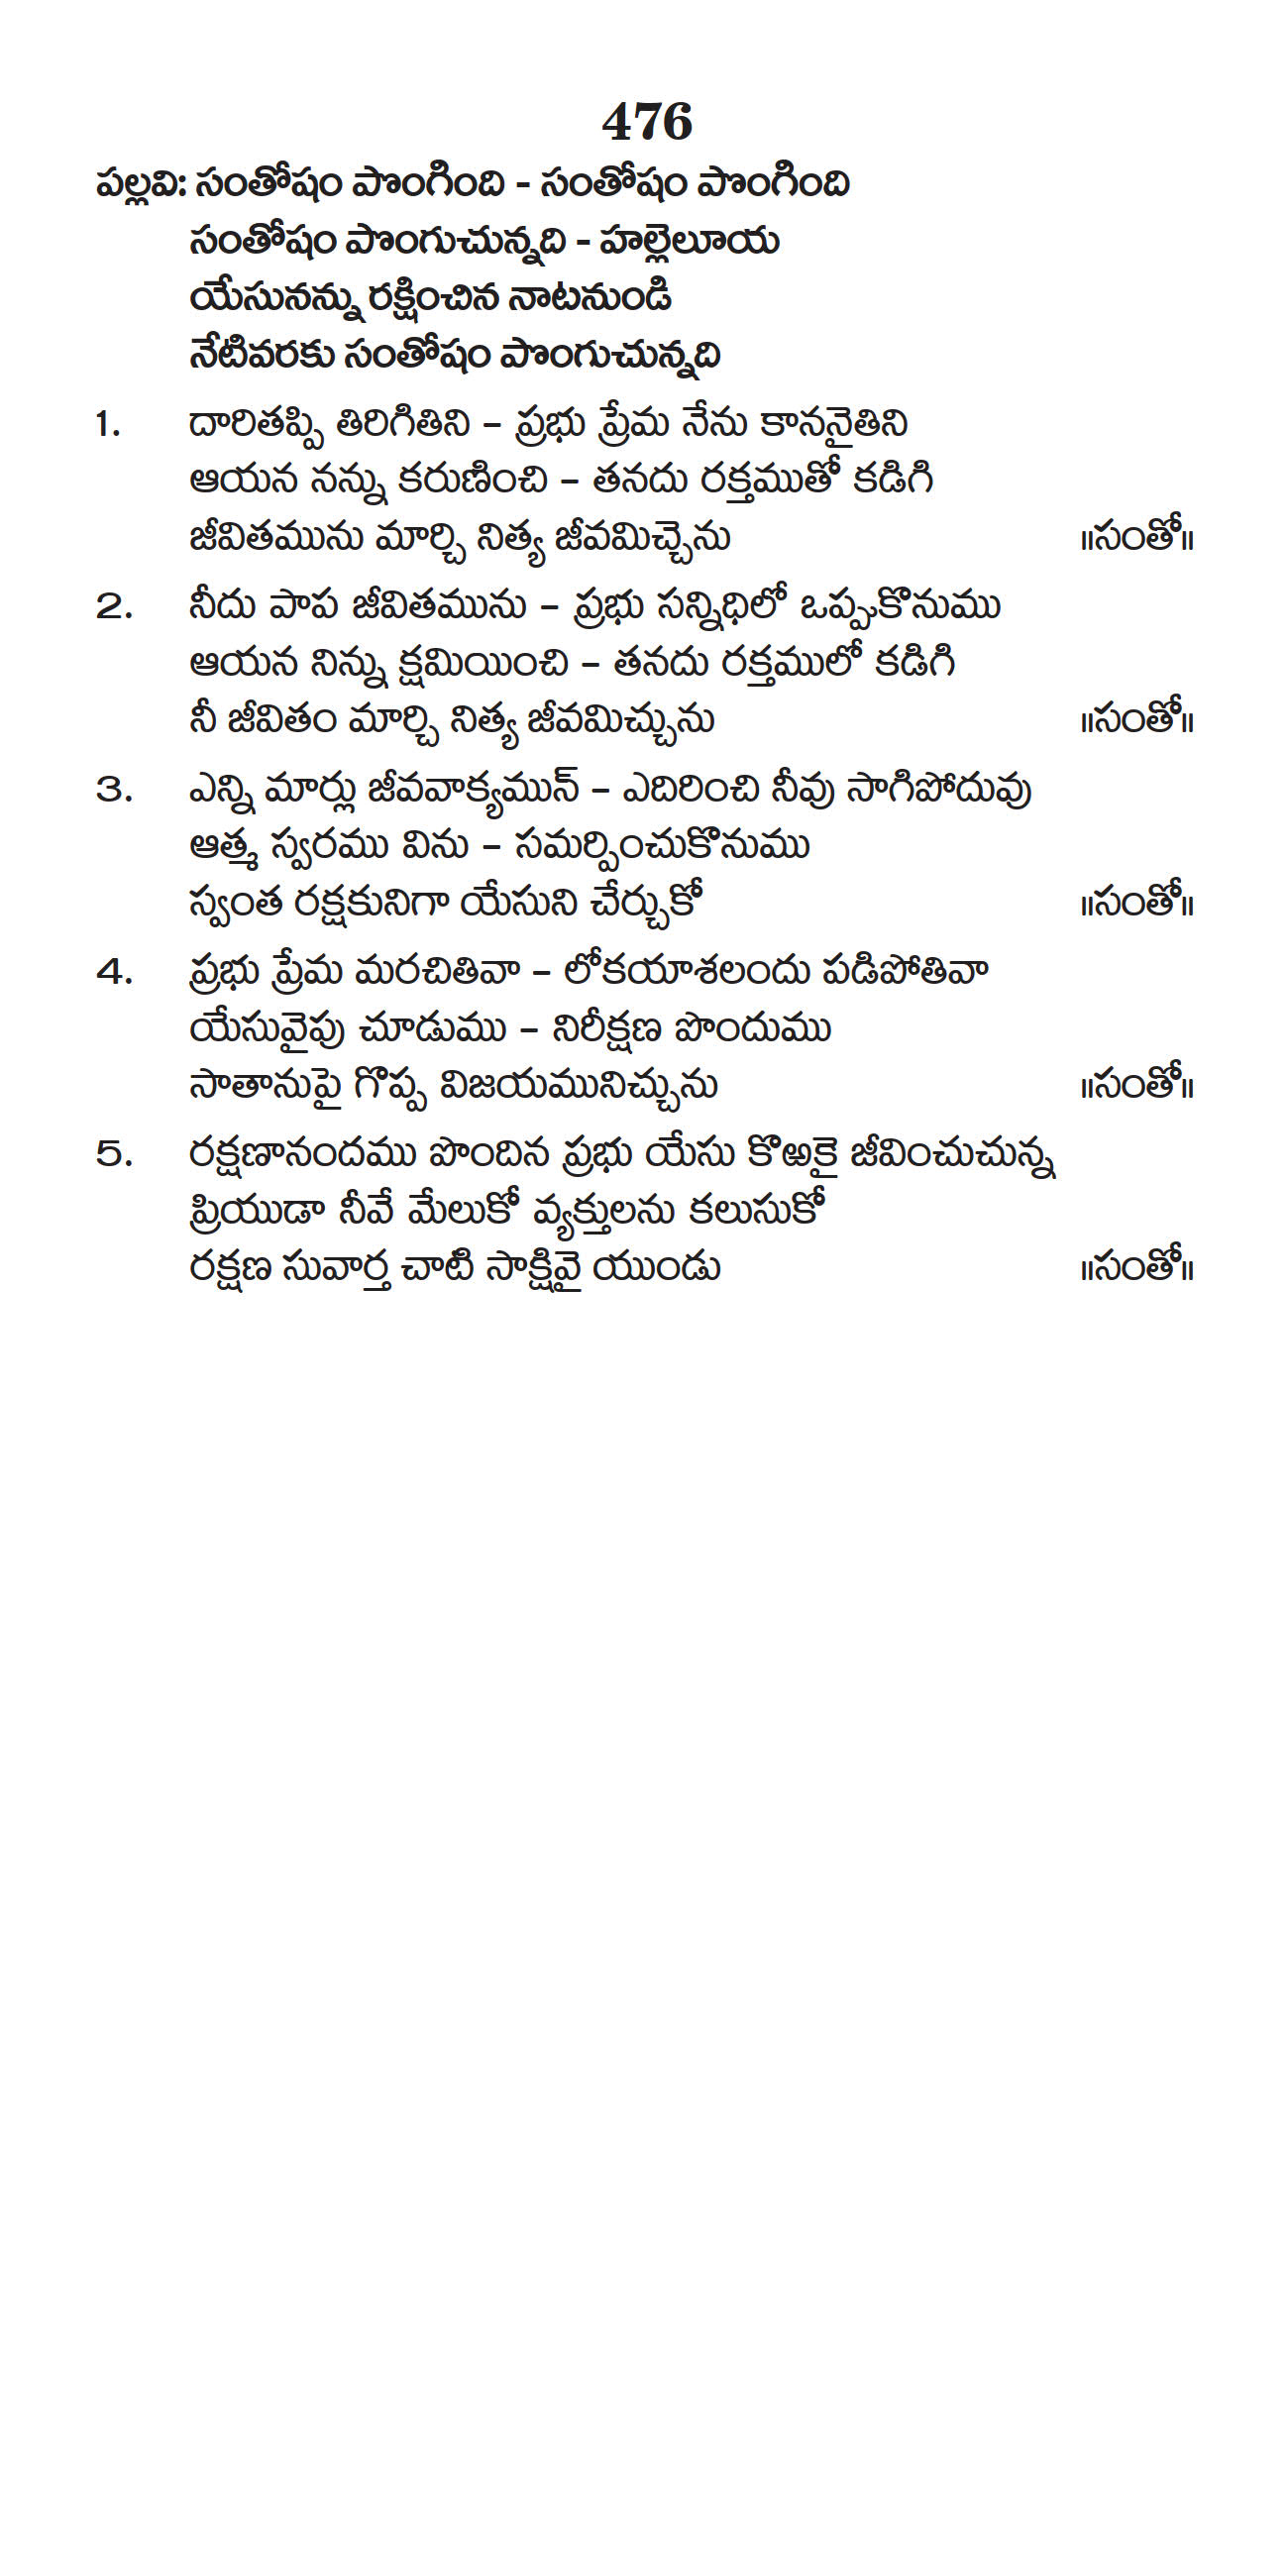 476
పల్లవి: సంతోషం పొంగింది - సంతోషం పొంగింది
సంతోషం పొంగుచున్నది - హల్లెలూయ
యేసునన్ను రక్షించిన నాటనుండి
నేటివరకు సంతోషం పొంగుచున్నది
1. దారితప్పి తిరిగితిని – ప్రభు ప్రేమ నేను కాననైతిని
ఆయన నన్ను కరుణించి – తనదు రక్తముతో కడిగి
జీవితమును మార్చి నిత్య జీవమిచ్చెను ॥సంతో॥
2. నీదు పాప జీవితమును – ప్రభు సన్నిధిలో ఒప్పుకొనుము
ఆయన నిన్ను క్షమియించి – తనదు రక్తములో కడిగి
నీ జీవితం మార్చి నిత్య జీవమిచ్చును ॥సంతో॥
3. ఎన్ని మార్లు జీవవాక్యమున్ – ఎదిరించి నీవు సాగిపోదువు
ఆత్మ స్వరము విను – సమర్పించుకొనుము
స్వంత రక్షకునిగా యేసుని చేర్చుకో ॥సంతో॥
4. ప్రభు ప్రేమ మరచితివా – లోకయాశలందు పడిపోతివా
యేసువైపు చూడుము – నిరీక్షణ పొందుము
సాతానుపై గొప్ప విజయమునిచ్చును ॥సంతో॥
5. రక్షణానందము పొందిన ప్రభు యేసు కొఱకై జీవించుచున్న
ప్రియుడా నీవే మేలుకో వ్యక్తులను కలుసుకో
రక్షణ సువార్త చాటి సాక్షివై యుండు ॥సంతో॥